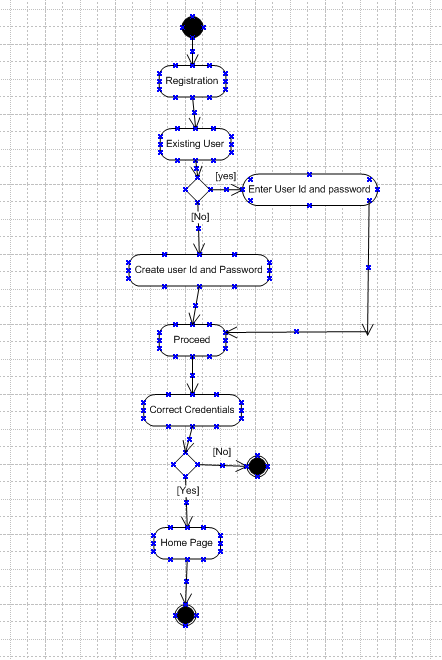 Registration
Existing User
[yes]
Enter User Id and password
[No]
Create user Id and Password
Proceed
Correct Credentials
[No]
[Yes]
Home Page